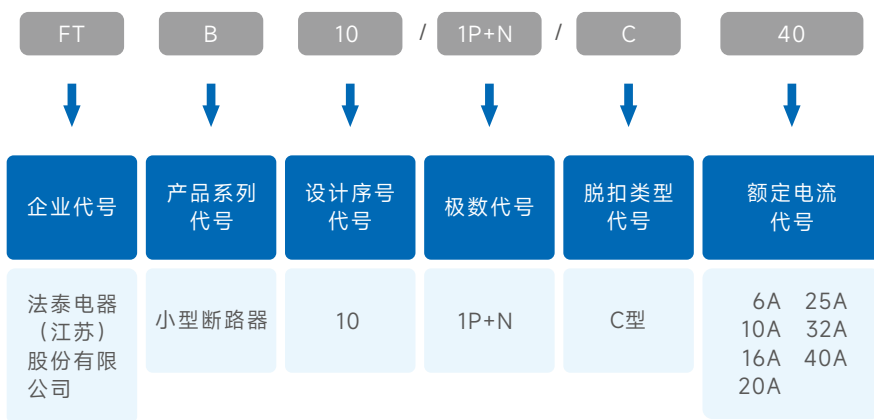 FT B 10 / 1P+N / C 40
企业代号
产品系列
代号
设计序号
代号
极数代号
脱扣类型
代号
额定电流
代号
法泰电器
（江苏）
股份有限
公司
小型断路器
10
1P+N
C型
6A 25A
10A 32A
16A 40A
20A